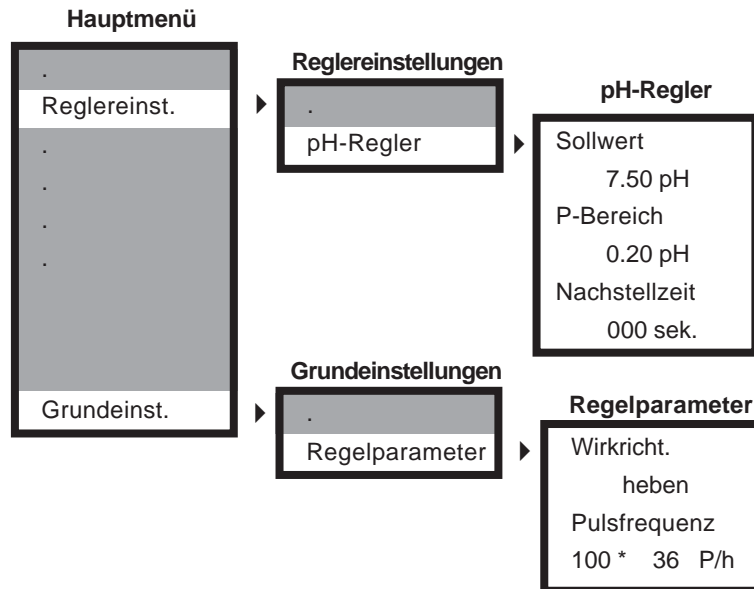 Hauptmenü
.
Reglereinst.
.
.
.
.
Grundeinst.
Reglereinstellungen
.
pH-Regler
pH-Regler
Sollwert
7.50 pH
P-Bereich
0.20 pH
Nachstellzeit
000 sek.
Grundeinstellungen
.
Regelparameter
Regelparameter
Wirkricht.
heben
Pulsfrequenz
100 * 36 P/h